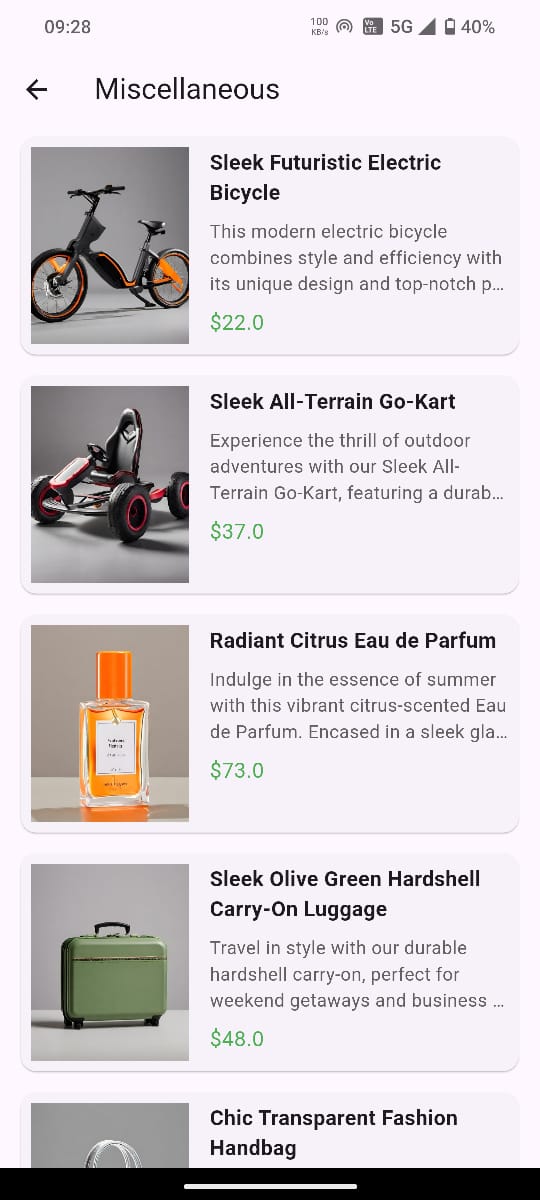 09:28
100
KB/s
Vo
LTE
5G
40%
Miscellaneous
Sleek Futuristic Electric
Bicycle
This modern electric bicycle
combines style and efficiency with
its unique design and top-notch p...
$22.0
Sleek All-Terrain Go-Kart
Experience the thrill of outdoor
adventures with our Sleek All-
Terrain Go-Kart, featuring a durab...
$37.0
Radiant Citrus Eau de Parfum
Indulge in the essence of summer
with this vibrant citrus-scented Eau
de Parfum. Encased in a sleek gla...
$73.0
Sleek Olive Green Hardshell
Carry-On Luggage
Travel in style with our durable
hardshell carry-on, perfect for
weekend getaways and business ...
$48.0
Chic Transparent Fashion
Handbag